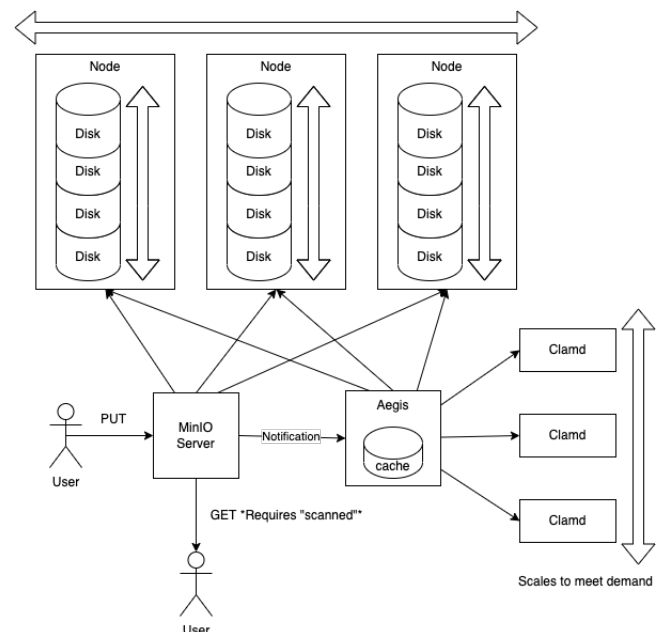 Node
Node
Node
Disk
Disk
Disk
Disk
Disk
Disk
Disk
Disk
Disk
Disk
Disk
Disk
Clamd
Aegis
PUT
MinIO
Server
Notification
cache
Clamd
User
GET *Requires "scanned"*
Clamd
Scales to meet demand
User